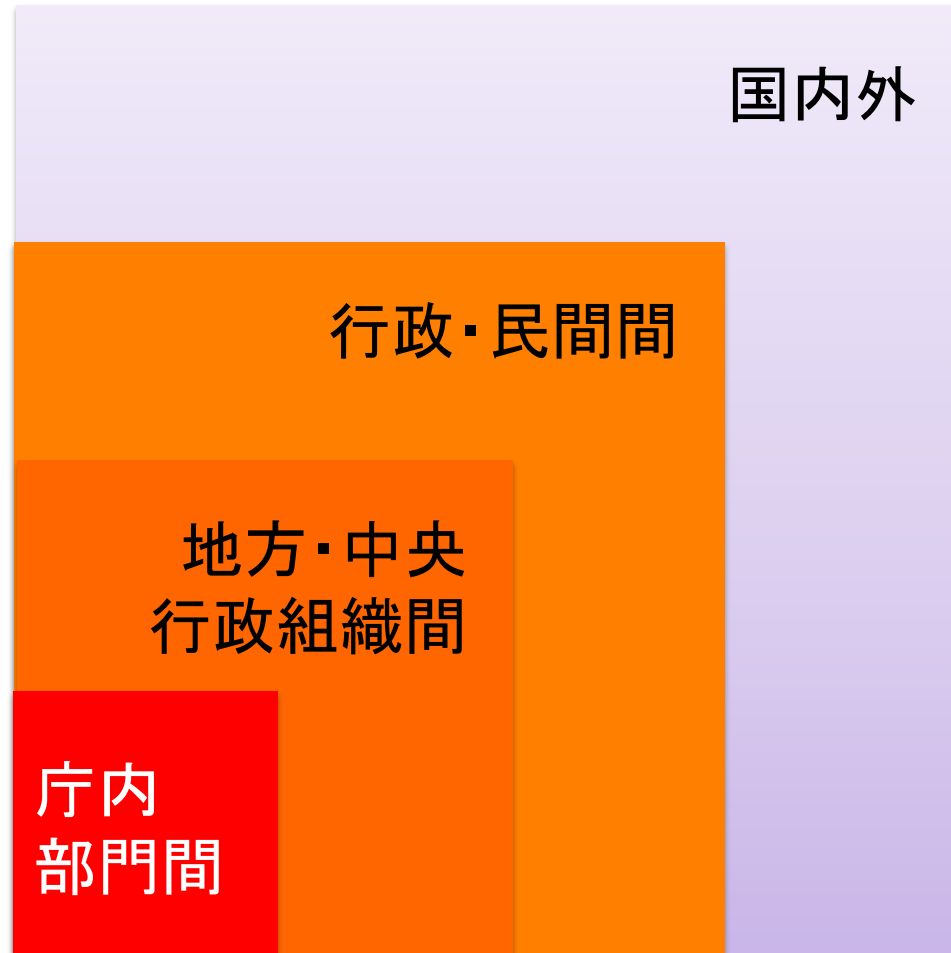 国内外
行政・民間間
地方・中央
行政組織間
庁内
部門間